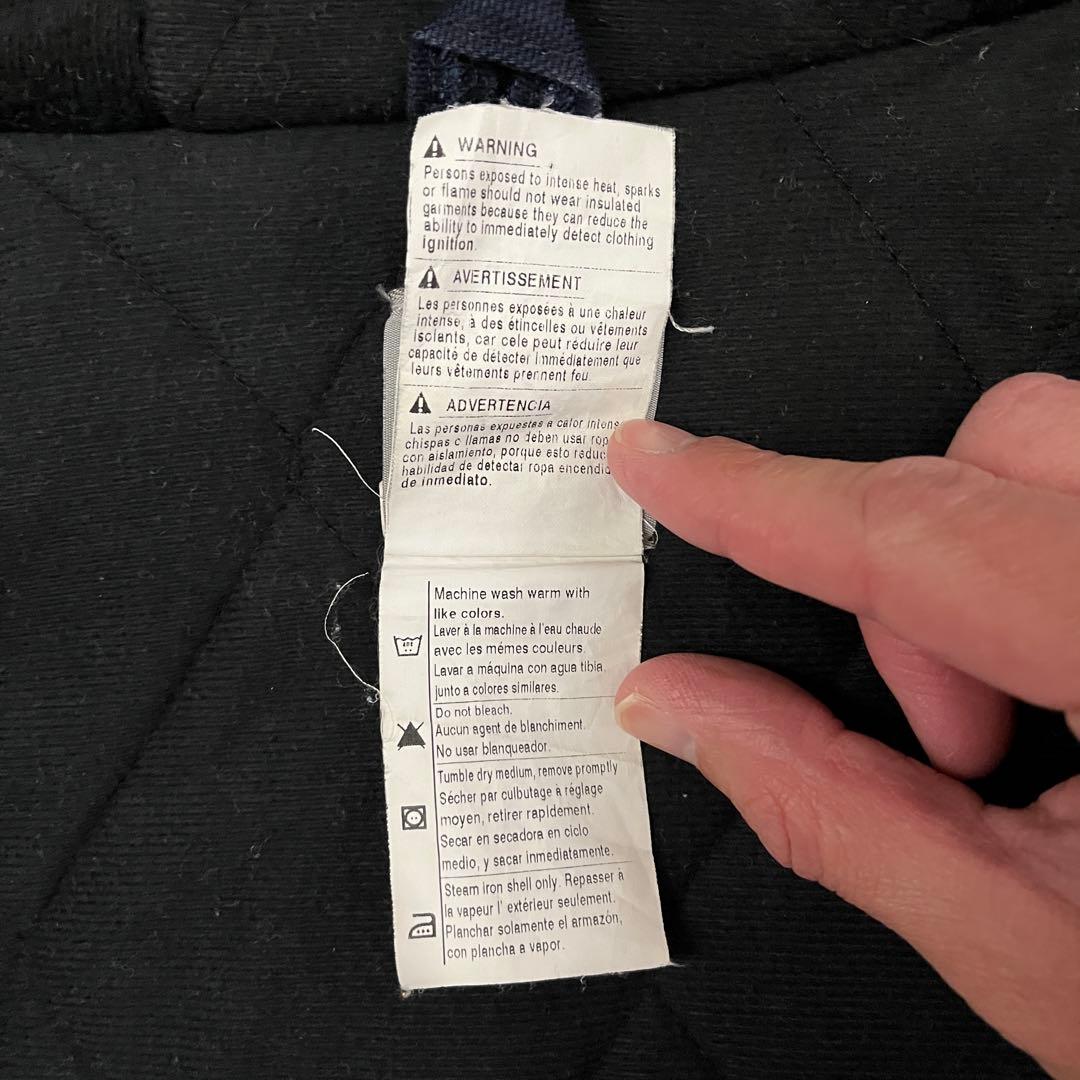 WARNING
Persons exposed to intense heat, sparks
or flame should not wear insulated
garments because they can reduce the
ability to immediately detect clothing
ignition.
AVERTISSEMENT
Les personnes exposées à une chaleur
intense, à des étincelles ou vêtements
isolants, car cele peut réduire leur
capacité de détecter immédiatement que
leurs vêtements prennent feu.
ADVERTENCIA
Las personas expuestas a calor intens
chispas o llamas no deben usar rop
con aislamiento, porque esto reduc
habilidad de detectar ropa encendid
de inmediato.
Machine wash warm with
like colors.
Laver à la machine à l'eau chaude
avec les mémes couleurs.
Lavar a máquina con agua tibia,
junto a colores similares.
Do not bleach.
Aucun agent de blanchiment.
No usar blanqueador.
Tumble dry medium, remove promptly
Sécher par culbutage a réglage
moyen, retirer rapidement.
Secar en secadora en ciclo
medio, y sacar inmediatamente.
Steam iron shell only. Repasser à
la vapeur l' extérieur seulement.
Planchar solamente el armazón,
con plancha a vapor.